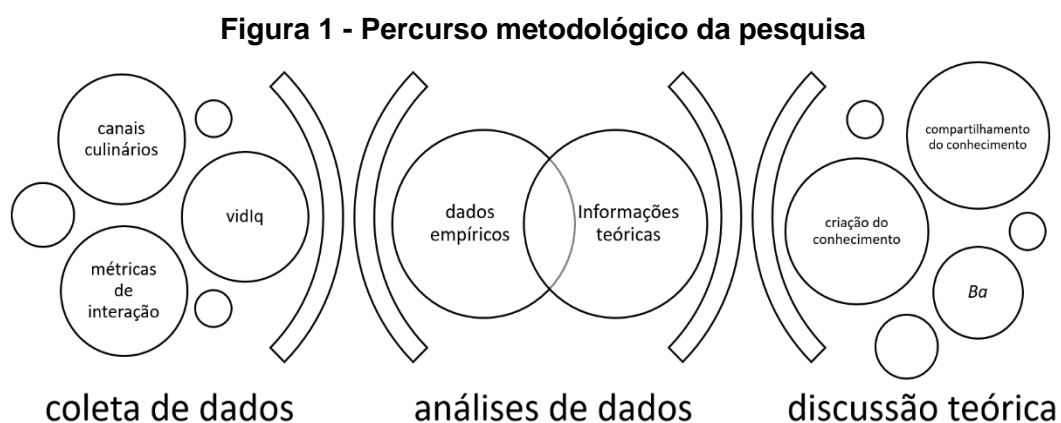 Figura 1 - Percurso metodológico da pesquisa
canais
culinários
vidIq
métricas
de
interação
dados
empíricos
Informações
teóricas
compartilhamento
do conhecimento
criação do
conhecimento
Ba
coleta de dados
análises de dados
discussão teórica